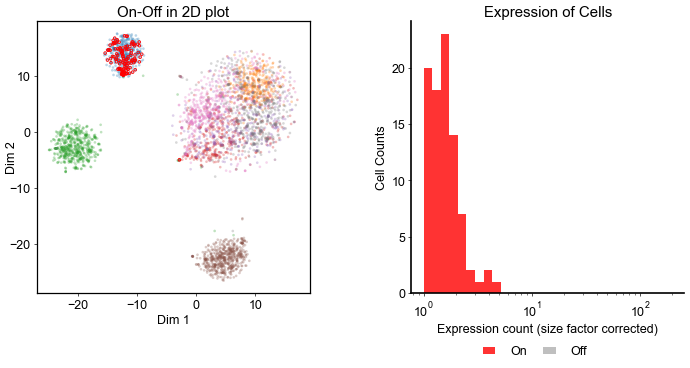 On-Off in 2D plot
Dim 2
10
0
−10
−20
−20
−10
0
10
Dim 1
Expression of Cells
Cell Counts
20
15
10
5
0
10^0
10^1
10^2
Expression count (size factor corrected)
On
Off